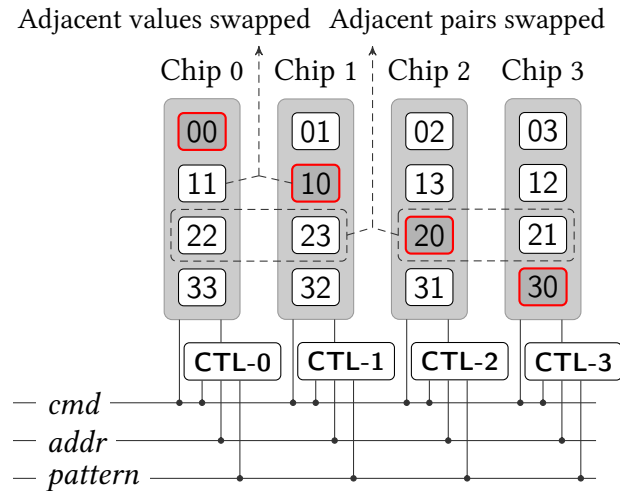 Adjacent values swapped Adjacent pairs swapped
Chip 0 Chip 1 Chip 2 Chip 3
00 01 02 03
11 10 13 12
22 23 20 21
33 32 31 30
CTL-0 CTL-1 CTL-2 CTL-3
cmd
addr
pattern